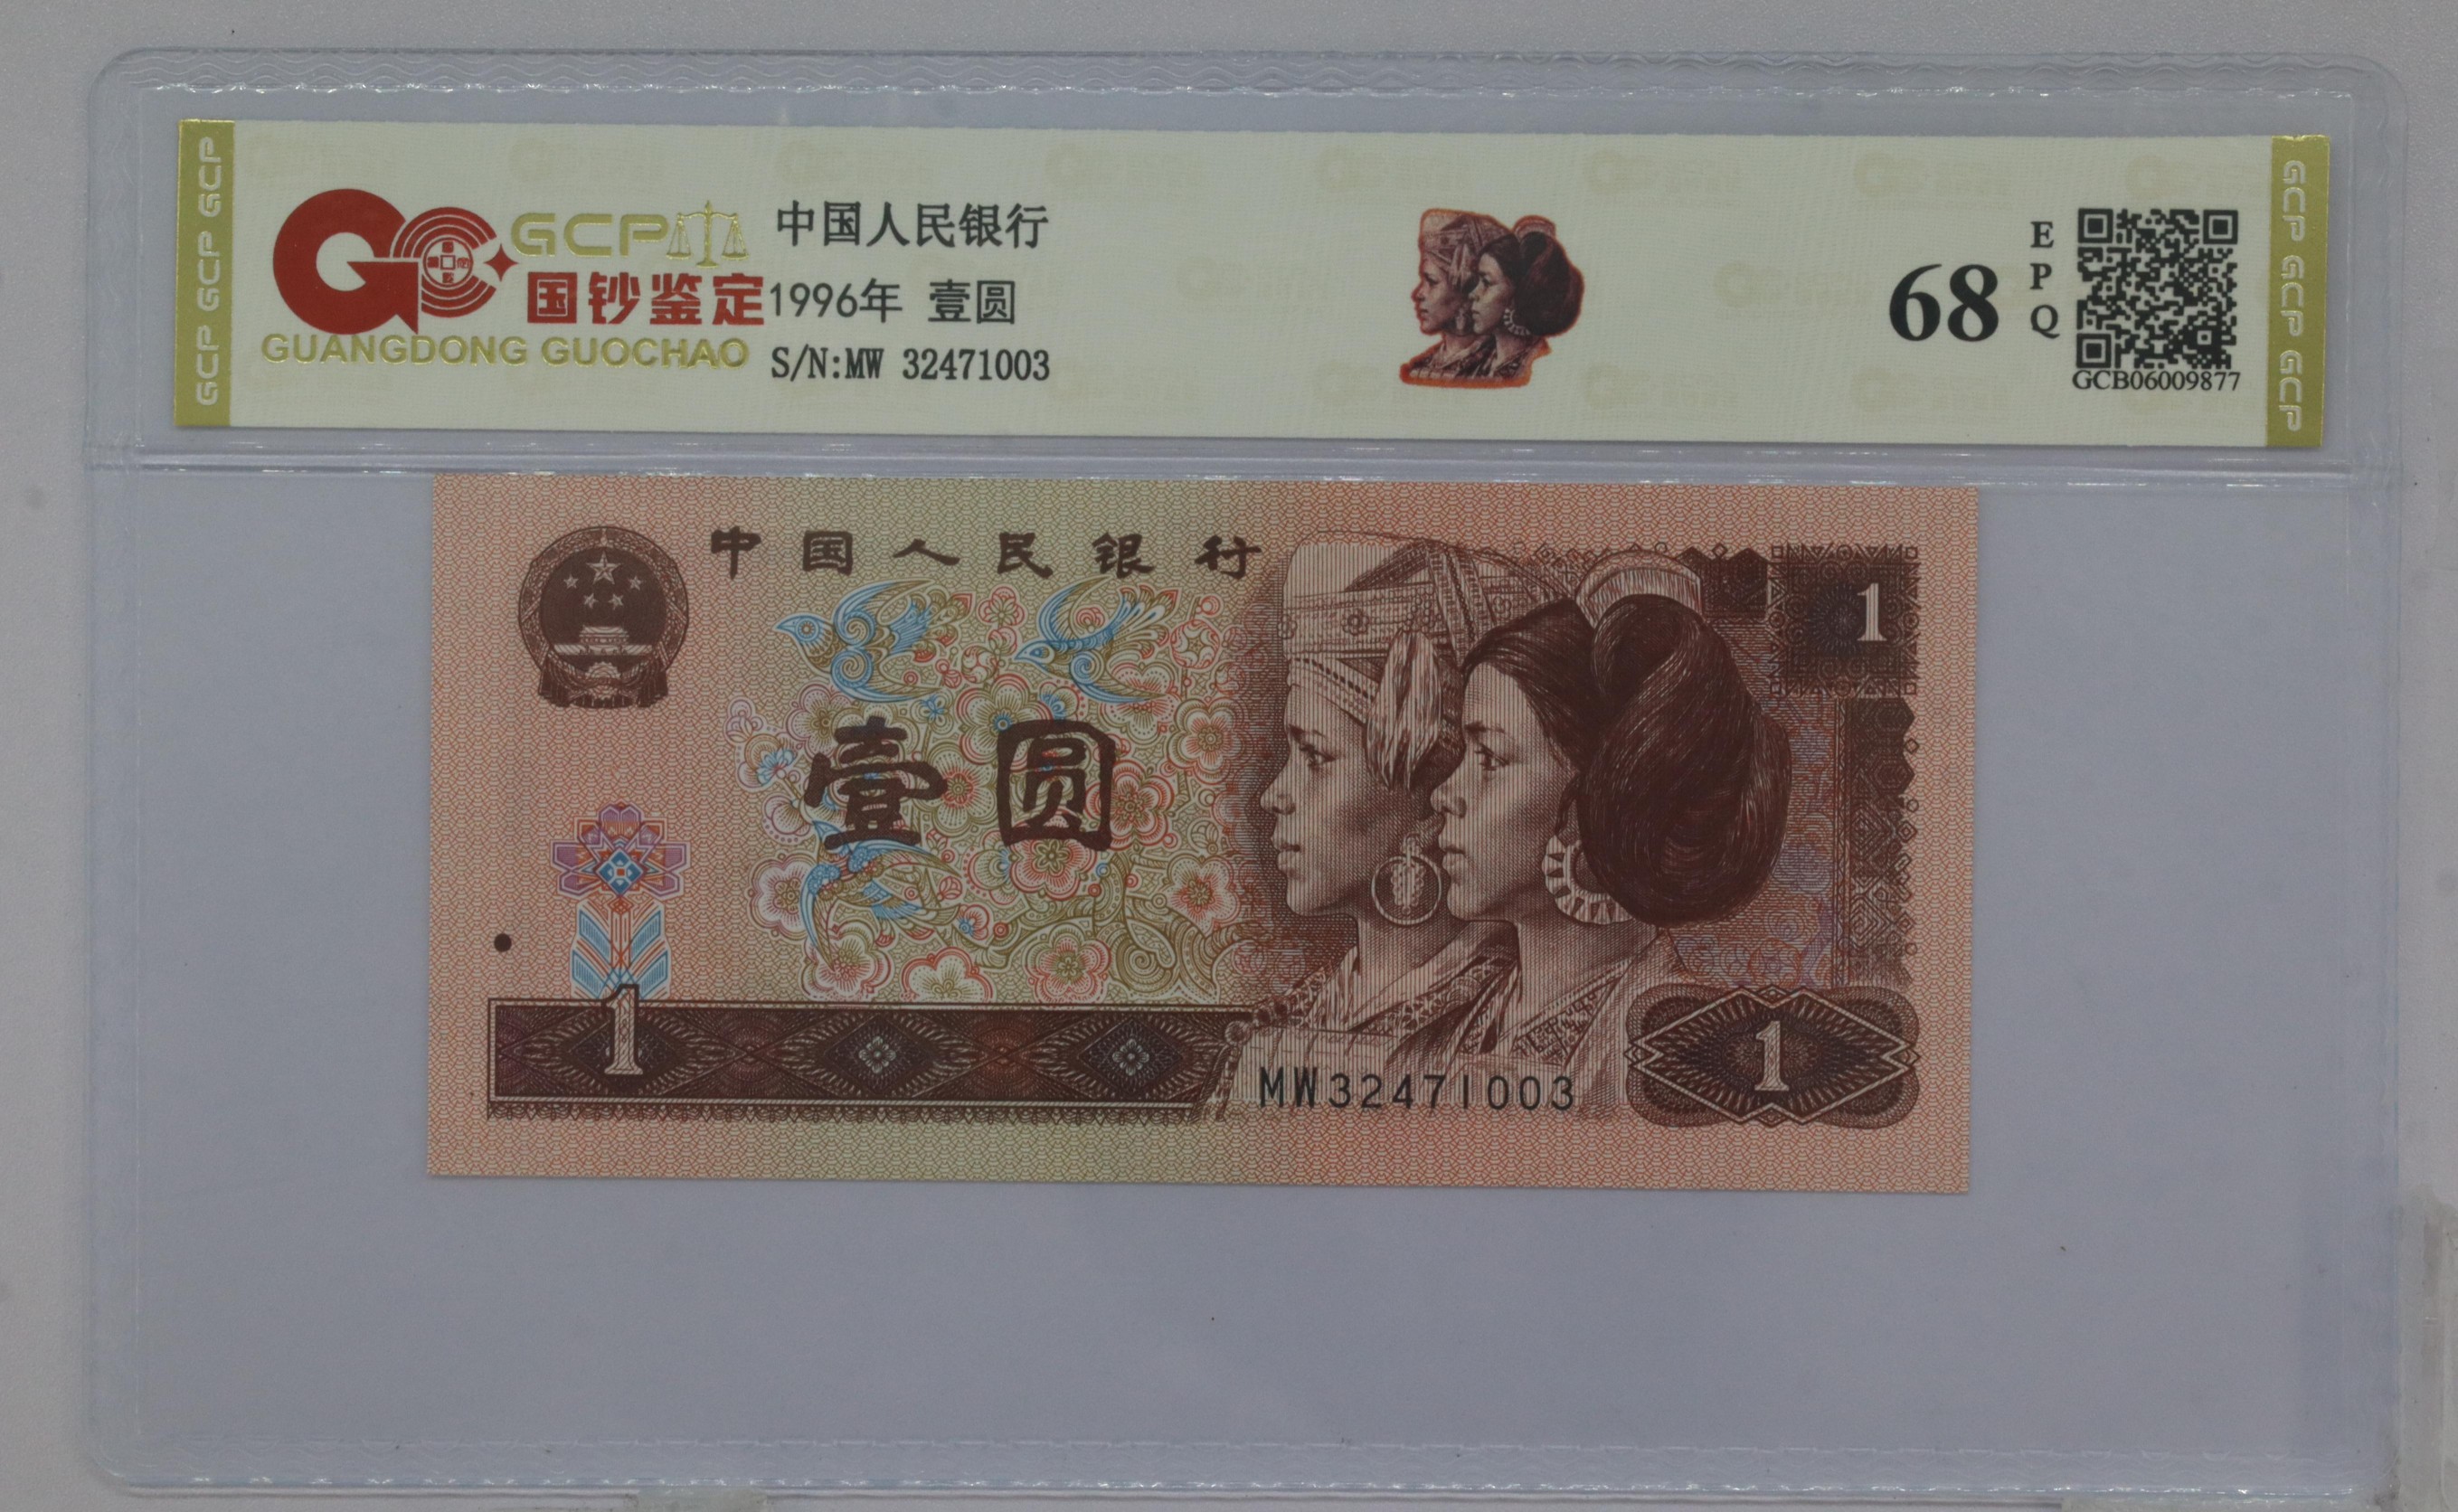 GCP GCP GCP
GCP
国钞鉴定
GUANGDONG GUOCHAO
中国人民银行
1996年 壹圆
S/N:MW 32471003
68
E
P
Q
GCB06009877
GCP GCP GCP
中国人民银行
1
壹圆
1
MW32471003
1